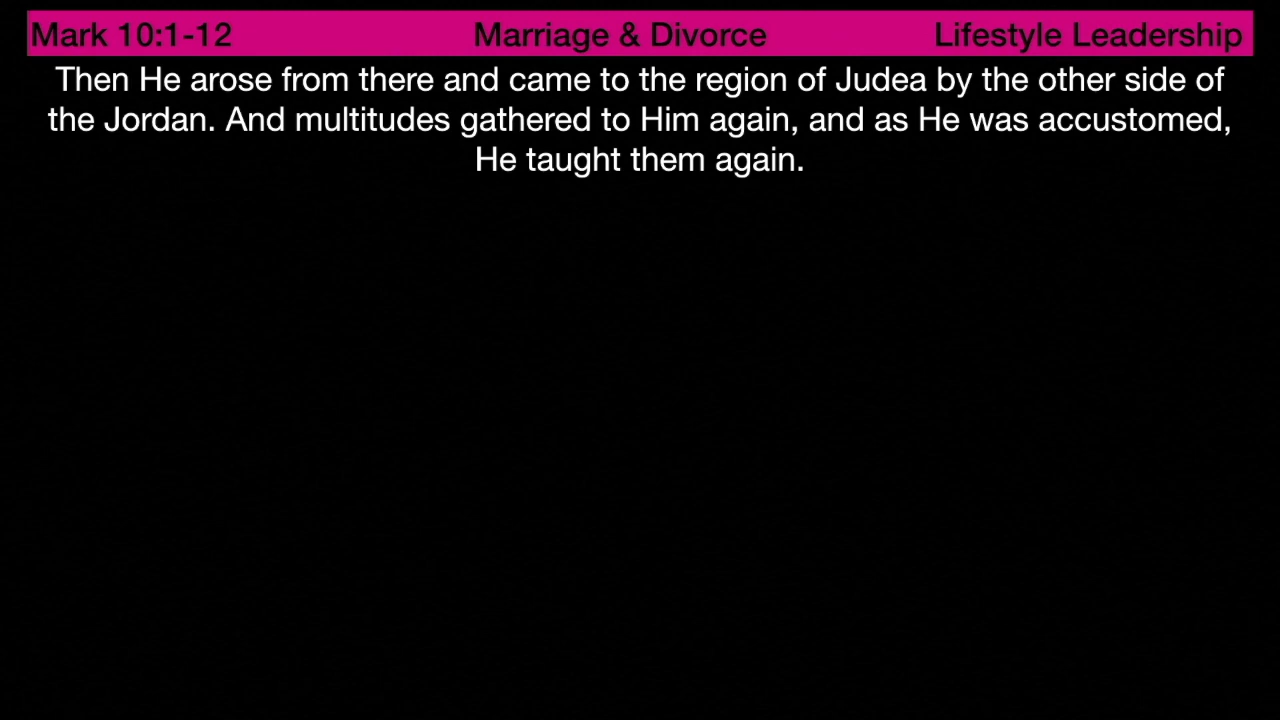 Mark 10:1-12 Marriage & Divorce Lifestyle Leadership
Then He arose from there and came to the region of Judea by the other side of
the Jordan. And multitudes gathered to Him again, and as He was accustomed,
He taught them again.